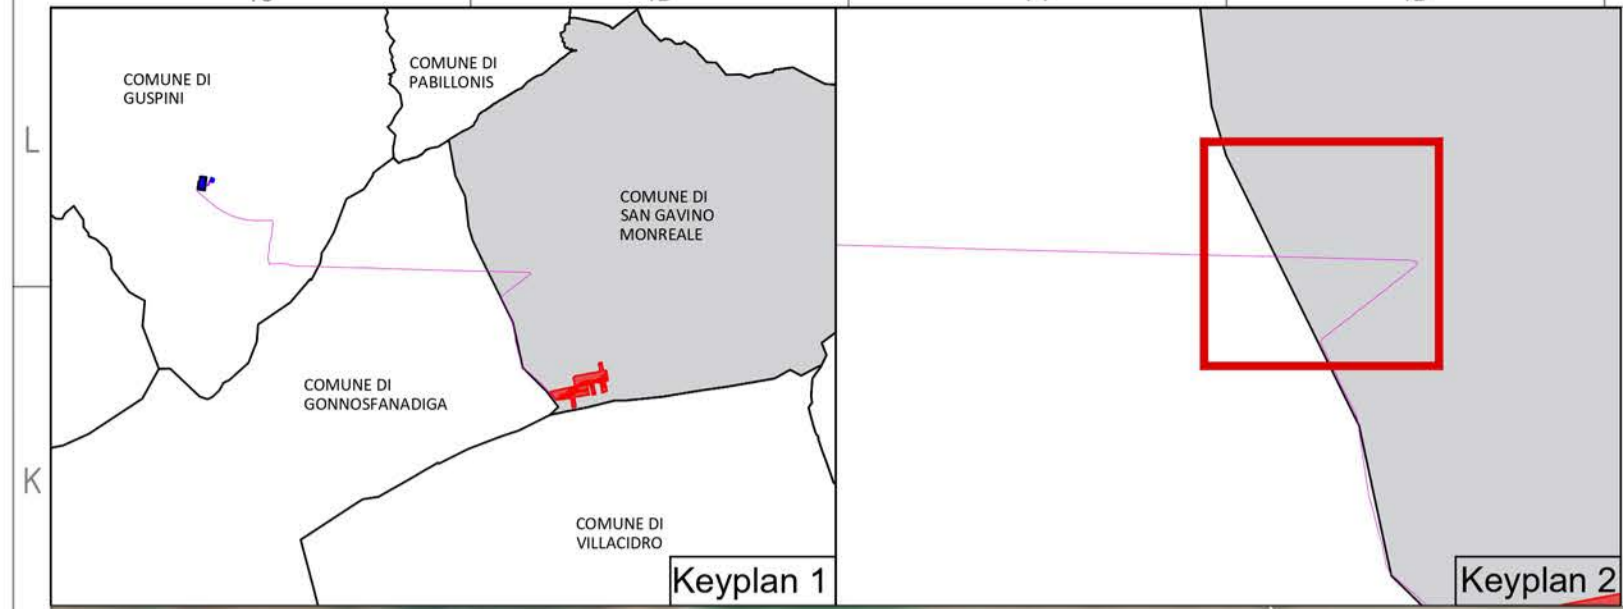 COMUNE DI
GUSPINI
COMUNE DI
PABILLONIS
L
COMUNE DI
SAN GAVINO
MONREALE
COMUNE DI
GONNOSFANADIGA
K
COMUNE DI
VILLACIDRO
Keyplan 1
Keyplan 2